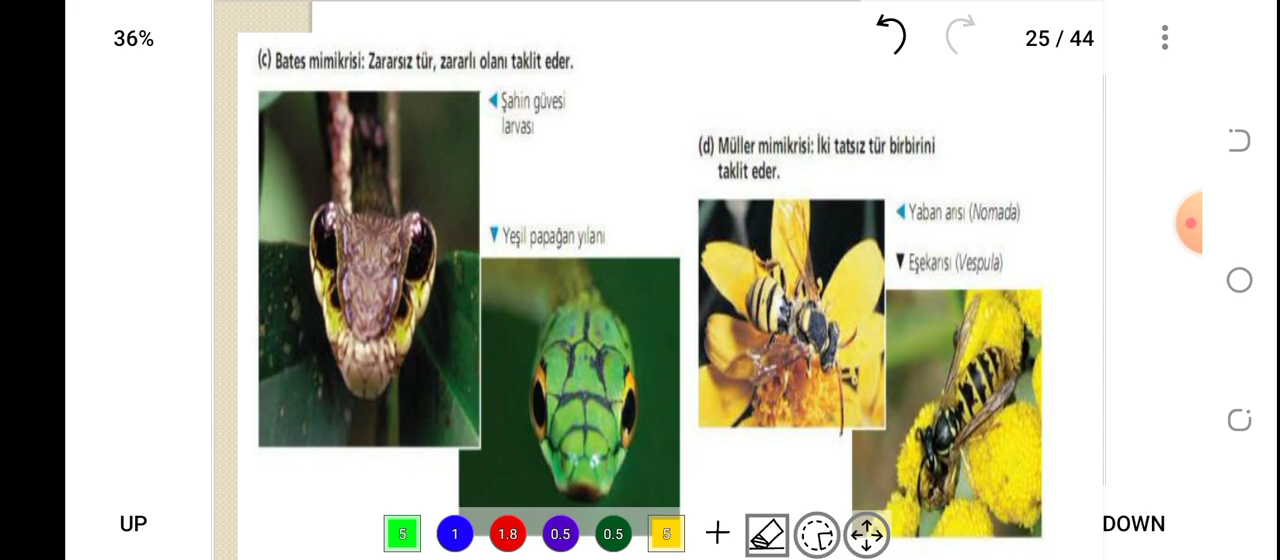 36%
25 / 44
(c) Bates mimikrisi: Zararsız tür, zararlı olanı taklit eder.
Şahin güvesi
larvası
Yeşil papağan yılanı
(d) Müller mimikrisi: İki tatsız tür birbirini
taklit eder.
Yaban arısı (Nomada)
Eşekarısı (Vespula)
UP
5
1
1.8
0.5
0.5
5
DOWN